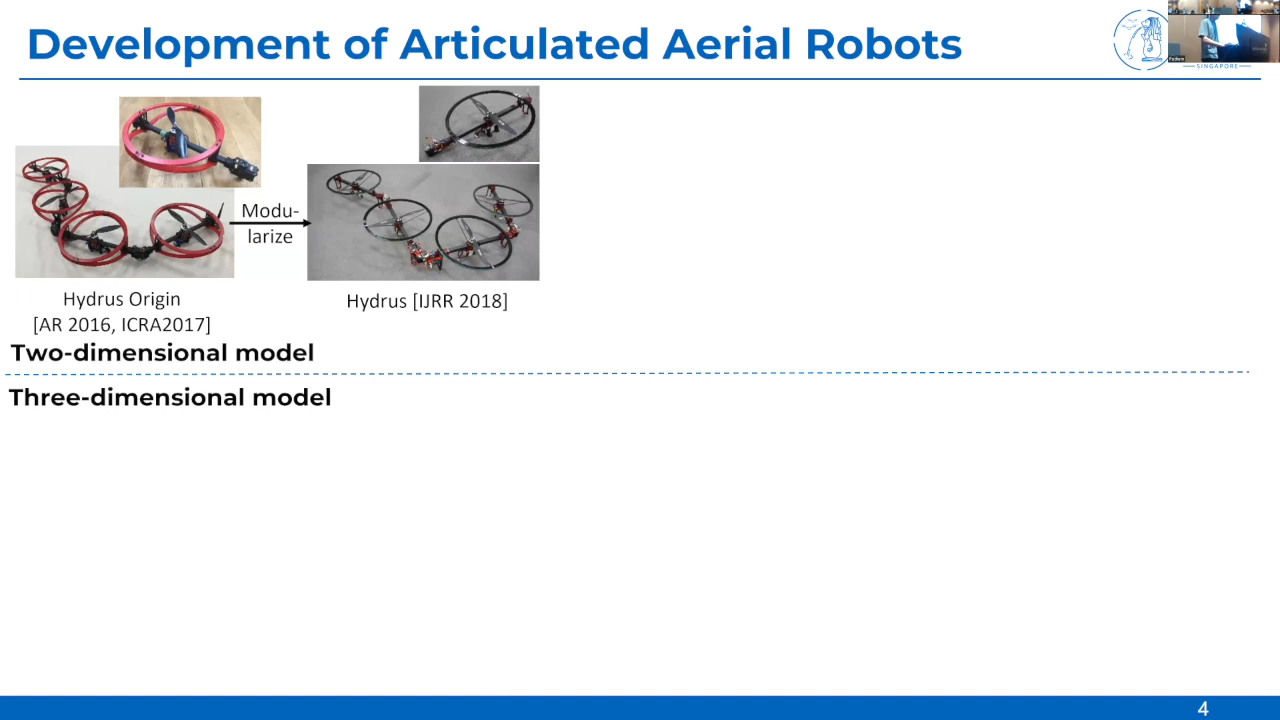 Development of Articulated Aerial Robots
SINGAPORE
Modu-
larize
Hydrus Origin
[AR 2016, ICRA2017]
Hydrus [IJRR 2018]
Two-dimensional model
Three-dimensional model
4